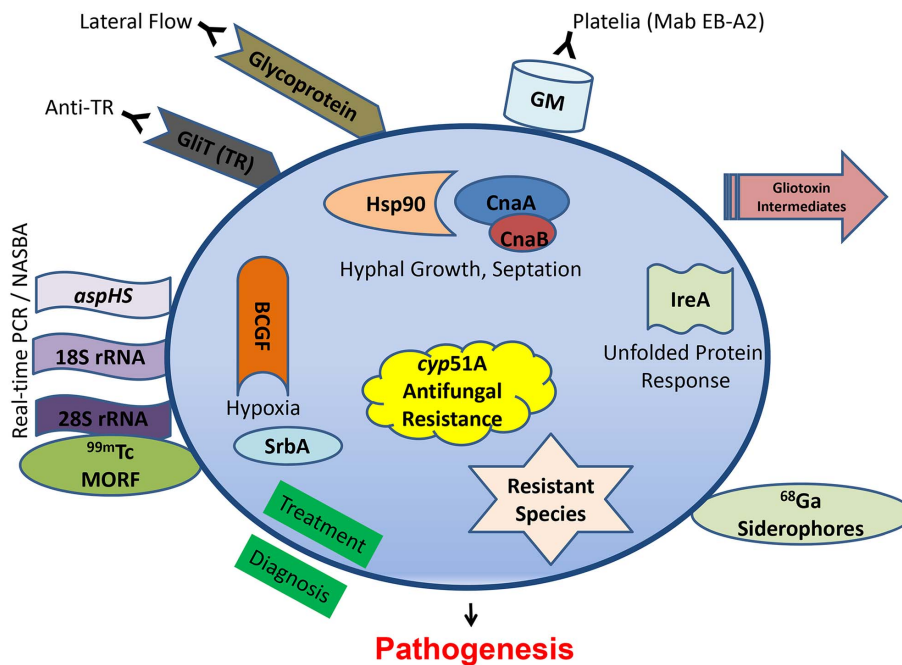 Lateral Flow
Platelia (Mab EB-A2)
Glycoprotein
GM
Anti-TR
GliT (TR)
Gliotoxin
Intermediates
Hsp90
CnaA
CnaB
Hyphal Growth, Septation
Real-time PCR / NASBA
aspHS
18S rRNA
28S rRNA
99mTc
MORF
BCGF
Hypoxia
SrbA
IreA
Unfolded Protein
Response
cyp51A
Antifungal
Resistance
Resistant
Species
68Ga
Siderophores
Treatment
Diagnosis
Pathogenesis